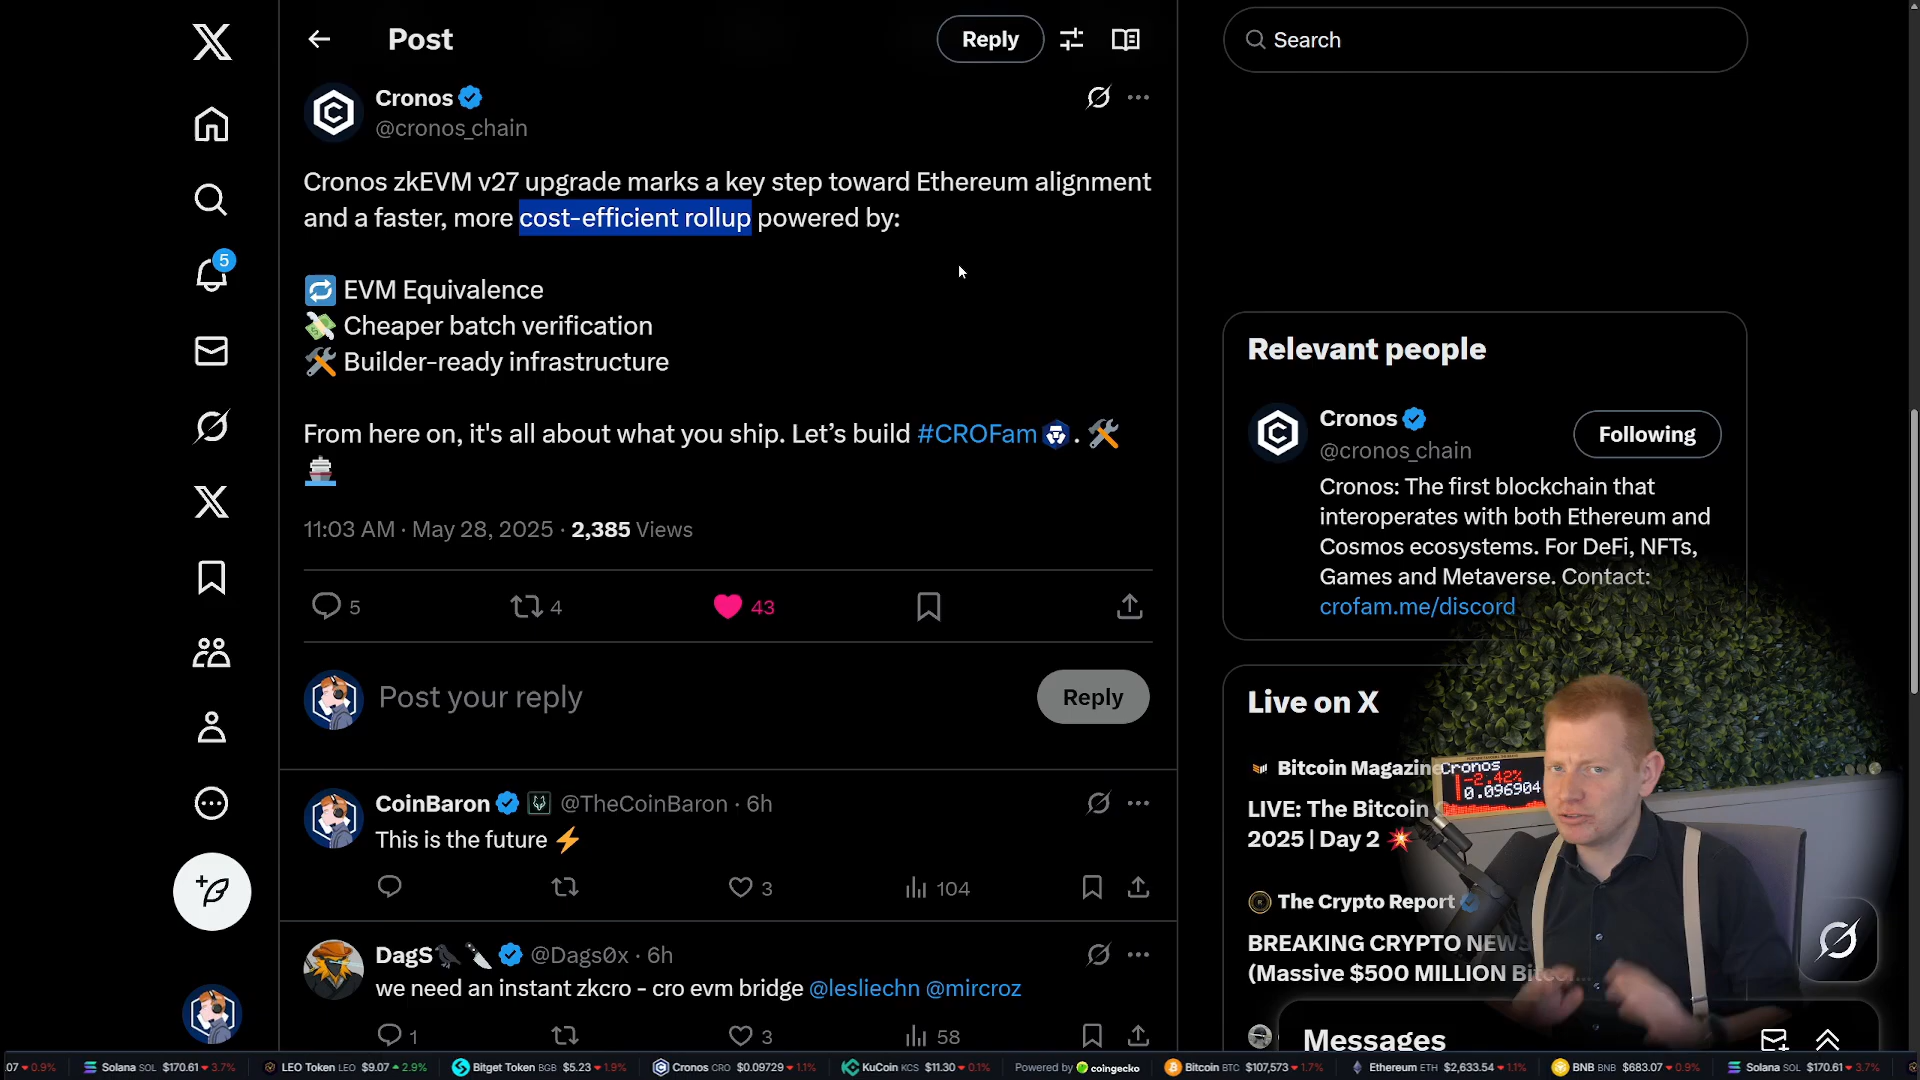 Post
Reply
Search
Cronos
@cronos_chain
Cronos zkEVM v27 upgrade marks a key step toward Ethereum alignment
and a faster, more cost-efficient rollup powered by:
EVM Equivalence
Cheaper batch verification
Builder-ready infrastructure
From here on, it's all about what you ship. Let's build #CROFam.
11:03 AM · May 28, 2025 · 2,385 Views
5
4
43
5
Post your reply
Reply
CoinBaron @TheCoinBaron · 6h
This is the future
3
104
DagS @Dags0x · 6h
we need an instant zkcro - cro evm bridge @lesliechn @mircroz
1
3
58
Relevant people
Cronos
@cronos_chain
Following
Cronos: The first blockchain that
interoperates with both Ethereum and
Cosmos ecosystems. For DeFi, NFTs,
Games and Metaverse. Contact:
crofam.me/discord
Live on X
Bitcoin Magazine
LIVE: The Bitcoin
2025 | Day 2
Cronos
-2.42%
0.096904
The Crypto Report
BREAKING CRYPTO NEWS
(Massive $500 MILLION
Messages
.07 0.9% Solana SOL $170.61 3.7% LEO Token LEO $9.07 2.9% Bitget Token BGB $5.23 1.9% Cronos CRO $0.09729 1.1% KuCoin KCS $11.30 0.1% Powered by coingecko Bitcoin BTC $107,573 1.7% Ethereum ETH $2,633.54 1.1% BNB BNB $683.07 0.9% Solana SOL $170.61 3.7%